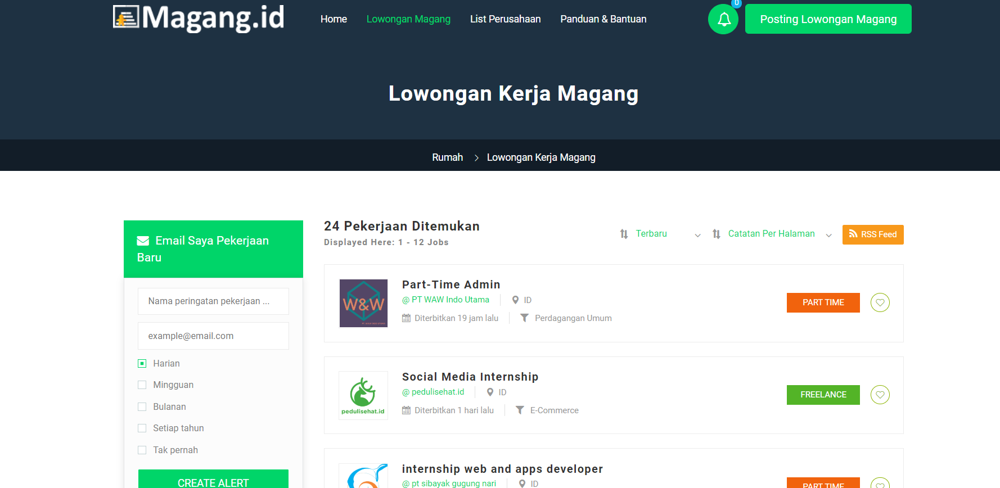 Magang.id
Home Lowongan Magang List Perusahaan Panduan & Bantuan
0
Posting Lowongan Magang
Lowongan Kerja Magang
Rumah > Lowongan Kerja Magang
Email Saya Pekerjaan
Baru
Nama peringatan pekerjaan ...
example@email.com
Harian
Mingguan
Bulanan
Setiap tahun
Tak pernah
CREATE ALERT
24 Pekerjaan Ditemukan
Displayed Here: 1 - 12 Jobs
Terbaru
Catatan Per Halaman
RSS Feed
W&W
Part-Time Admin
@ PT WAW Indo Utama ID
Diterbitkan 19 jam lalu Perdagangan Umum
PART TIME
pedulisehat.id
Social Media Internship
@ pedulisehat.id ID
Diterbitkan 1 hari lalu E-Commerce
FREELANCE
internship web and apps developer
@ pt sibayak gugung nari ID
PART TIME